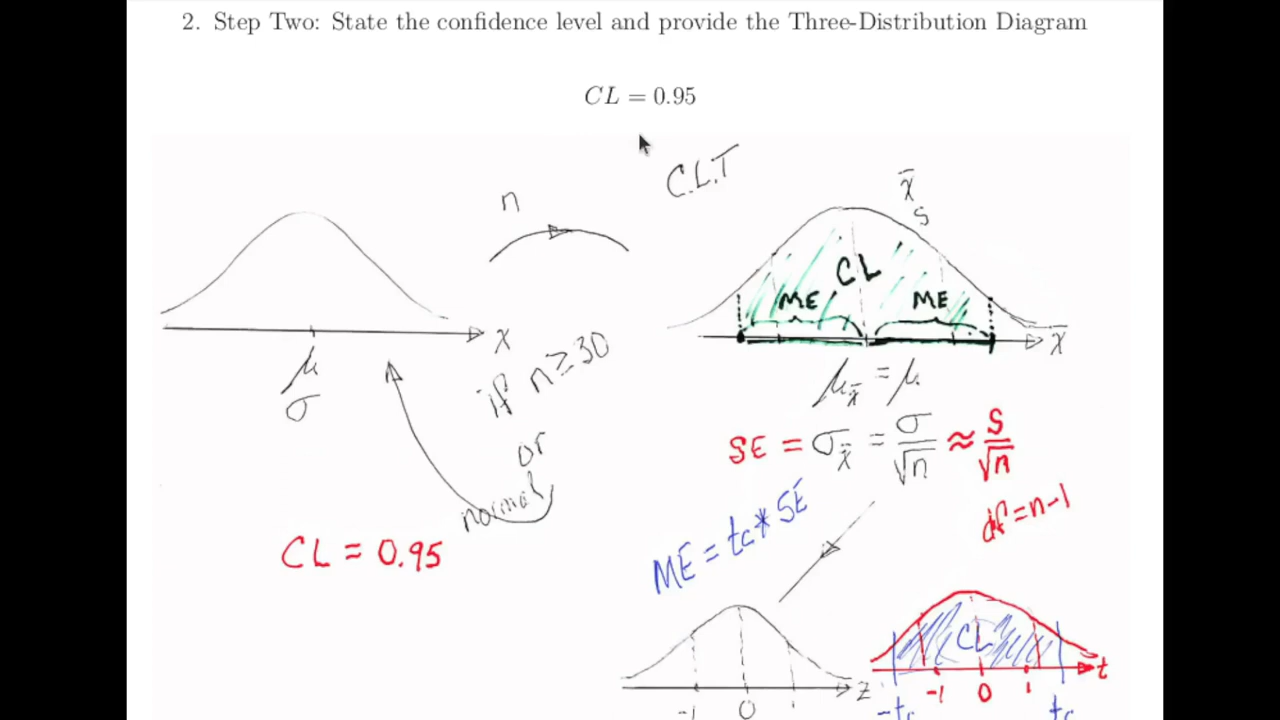 2. Step Two: State the confidence level and provide the Three-Distribution Diagram
CL = 0.95
C.L.T
n
x̄
s
CL
ME ME
x
x̄
μ
σ
if n ≥ 30
or
normal
μx̄ = μ
SE = σx̄ = σ/√n ≈ s/√n
df = n-1
ME = tc * SE
CL = 0.95
CL
z
t
-1 0 1
-1 0
-tc tc